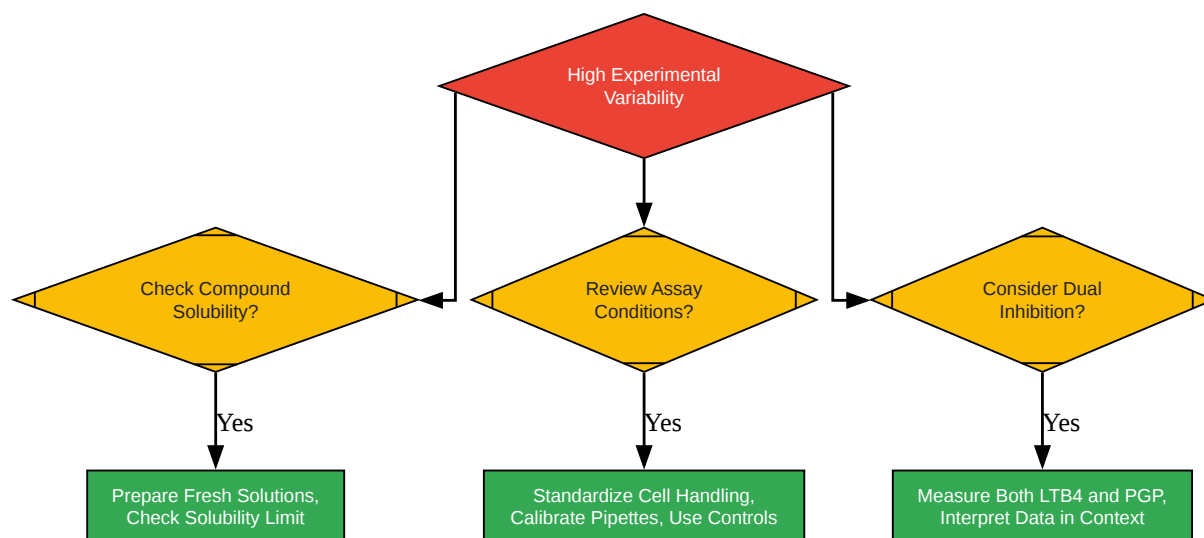 High Experimental
Variability
Check Compound
Solubility?
Review Assay
Conditions?
Consider Dual
Inhibition?
Yes
Yes
Yes
Prepare Fresh Solutions,
Check Solubility Limit
Standardize Cell Handling,
Calibrate Pipettes, Use Controls
Measure Both LTB4 and PGP,
Interpret Data in Context